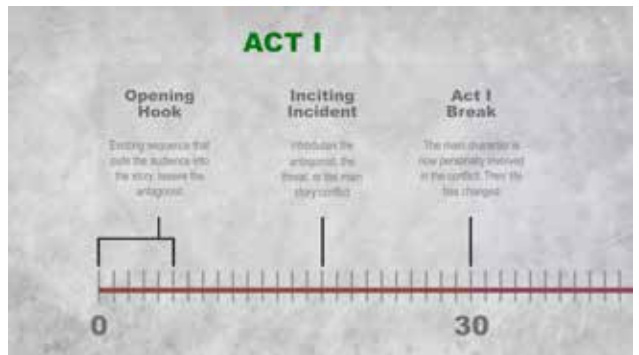 ACT I
Opening
Hook
Exciting sequence that
pulls the audience into
the story, teases the
antagonist.
Inciting
Incident
Introduces the
antagonist, the
threat, or the main
story conflict
Act I
Break
The main character is
now personally involved
in the conflict. Their life
has changed.
0
30